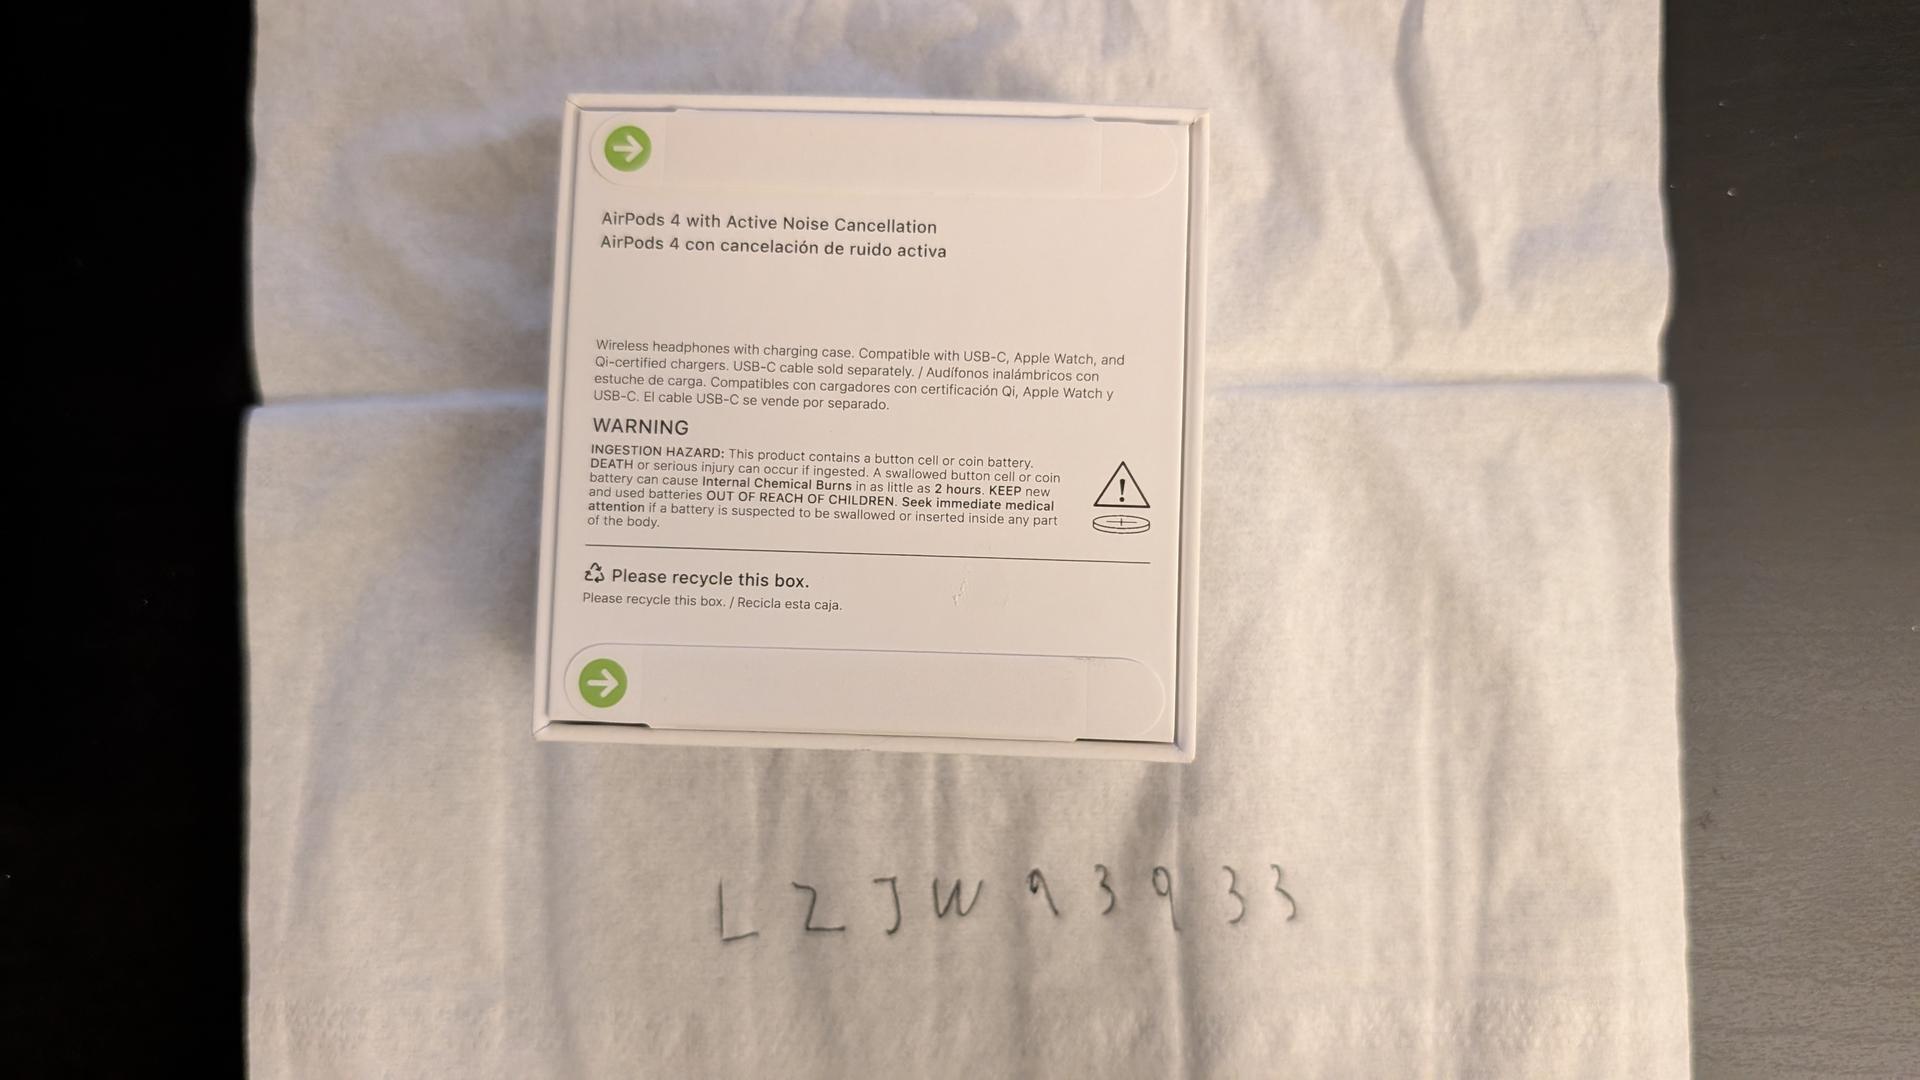 AirPods 4 with Active Noise Cancellation
AirPods 4 con cancelación de ruido activa
Wireless headphones with charging case. Compatible with USB-C, Apple Watch, and
Qi-certified chargers. USB-C cable sold separately. / Audífonos inalámbricos con
estuche de carga. Compatibles con cargadores con certificación Qi, Apple Watch y
USB-C. El cable USB-C se vende por separado.
WARNING
INGESTION HAZARD: This product contains a button cell or coin battery.
DEATH or serious injury can occur if ingested. A swallowed button cell or coin
battery can cause Internal Chemical Burns in as little as 2 hours. KEEP new
and used batteries OUT OF REACH OF CHILDREN. Seek immediate medical
attention if a battery is suspected to be swallowed or inserted inside any part
of the body.
Please recycle this box.
Please recycle this box. / Recicla esta caja.
L Z J W 9 3 9 3 3